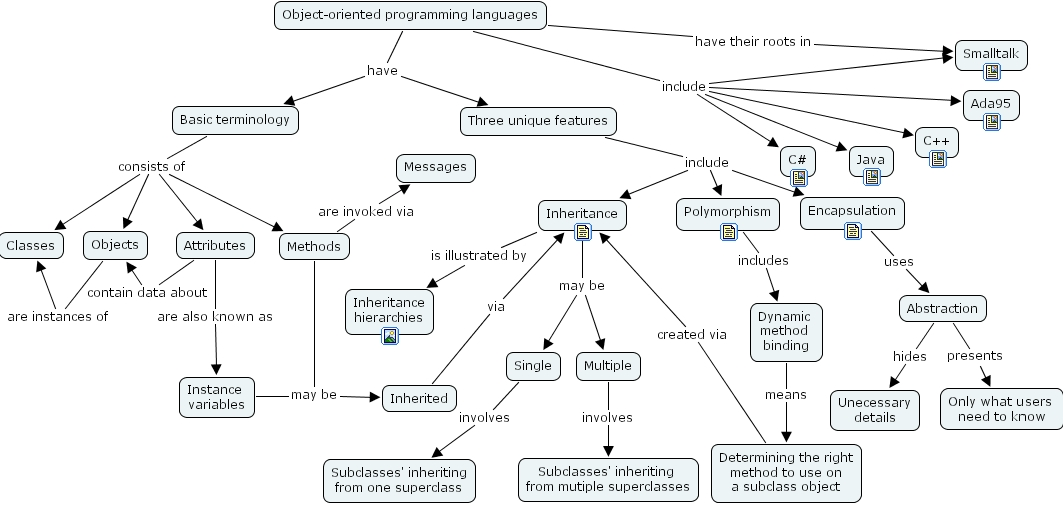 Object-oriented programming languages
have their roots in
Smalltalk
have
include
Ada95
Basic terminology
Three unique features
C++
consists of
Messages
include
C#
Java
are invoked via
Inheritance
Polymorphism
Encapsulation
Classes
Objects
Attributes
Methods
is illustrated by
includes
uses
contain data about
may be
are instances of
are also known as
via
Inheritance
hierarchies
created via
Dynamic
method
binding
Abstraction
hides
presents
Single
Multiple
Instance
variables
may be
Inherited
means
Unecessary
details
Only what users
need to know
involves
involves
Subclasses' inheriting
from one superclass
Subclasses' inheriting
from mutiple superclasses
Determining the right
method to use on
a subclass object